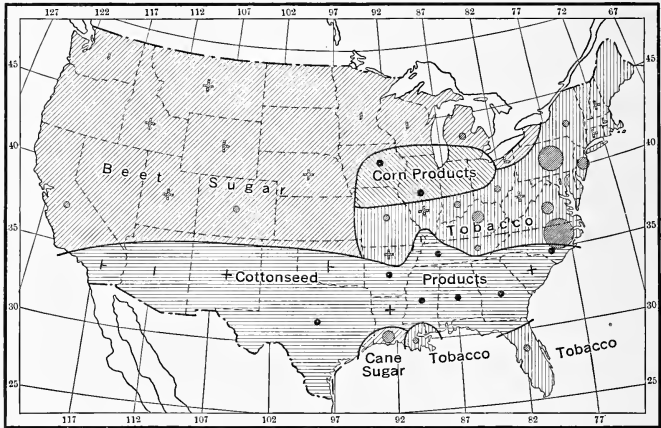 127 122 117 112 107 102 97 92 87 82 77 72 67
45 45
40 40
35 35
30 30
25 25
Corn Products
Beet Sugar
Tobacco
Cottonseed Products
Cane Sugar
Tobacco
Tobacco
117 112 107 102 97 92 87 82 77